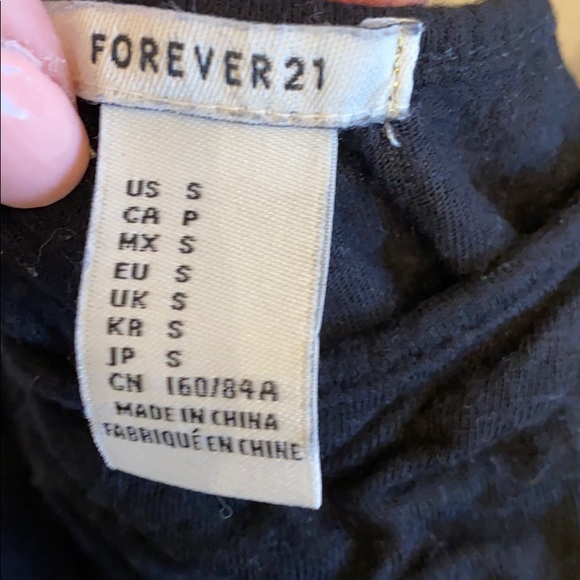 FOREVER 21
US S
CA P
MX S
EU S
UK S
KR S
JP S
CN 160/84A
MADE IN CHINA
FABRIQUÉ EN CHINE